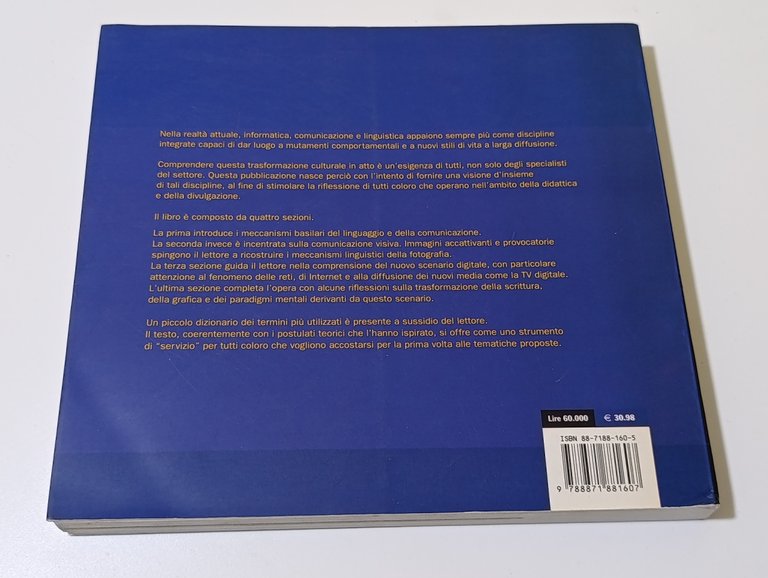 Nella realtà attuale, informatica, comunicazione e linguistica appaiono sempre più come discipline
integrate capaci di dar luogo a mutamenti comportamentali e a nuovi stili di vita a larga diffusione.
Comprendere questa trasformazione culturale in atto è un'esigenza di tutti, non solo degli specialisti
del settore. Questa pubblicazione nasce perciò con l'intento di fornire una visione d'insieme
di tali discipline, al fine di stimolare la riflessione di tutti coloro che operano nell'ambito della didattica
e della divulgazione.
Il libro è composto da quattro sezioni.
La prima introduce i meccanismi basilari del linguaggio e della comunicazione.
La seconda invece è incentrata sulla comunicazione visiva. Immagini accattivanti e provocatorie
spingono il lettore a ricostruire i meccanismi linguistici della fotografia.
La terza sezione guida il lettore nella comprensione del nuovo scenario digitale, con particolare
attenzione al fenomeno delle reti, di Internet e alla diffusione dei nuovi media come la TV digitale.
L'ultima sezione completa l'opera con alcune riflessioni sulla trasformazione della scrittura,
della grafica e dei paradigmi mentali derivanti da questo scenario.
Un piccolo dizionario dei termini più utilizzati è presente a sussidio del lettore.
Il testo, coerentemente con i postulati teorici che l'hanno ispirato, si offre come uno strumento
di "servizio" per tutti coloro che vogliono accostarsi per la prima volta alle tematiche proposte.
Lire 60.000 € 30.98
ISBN 88-7188-160-5
9 788871 881607